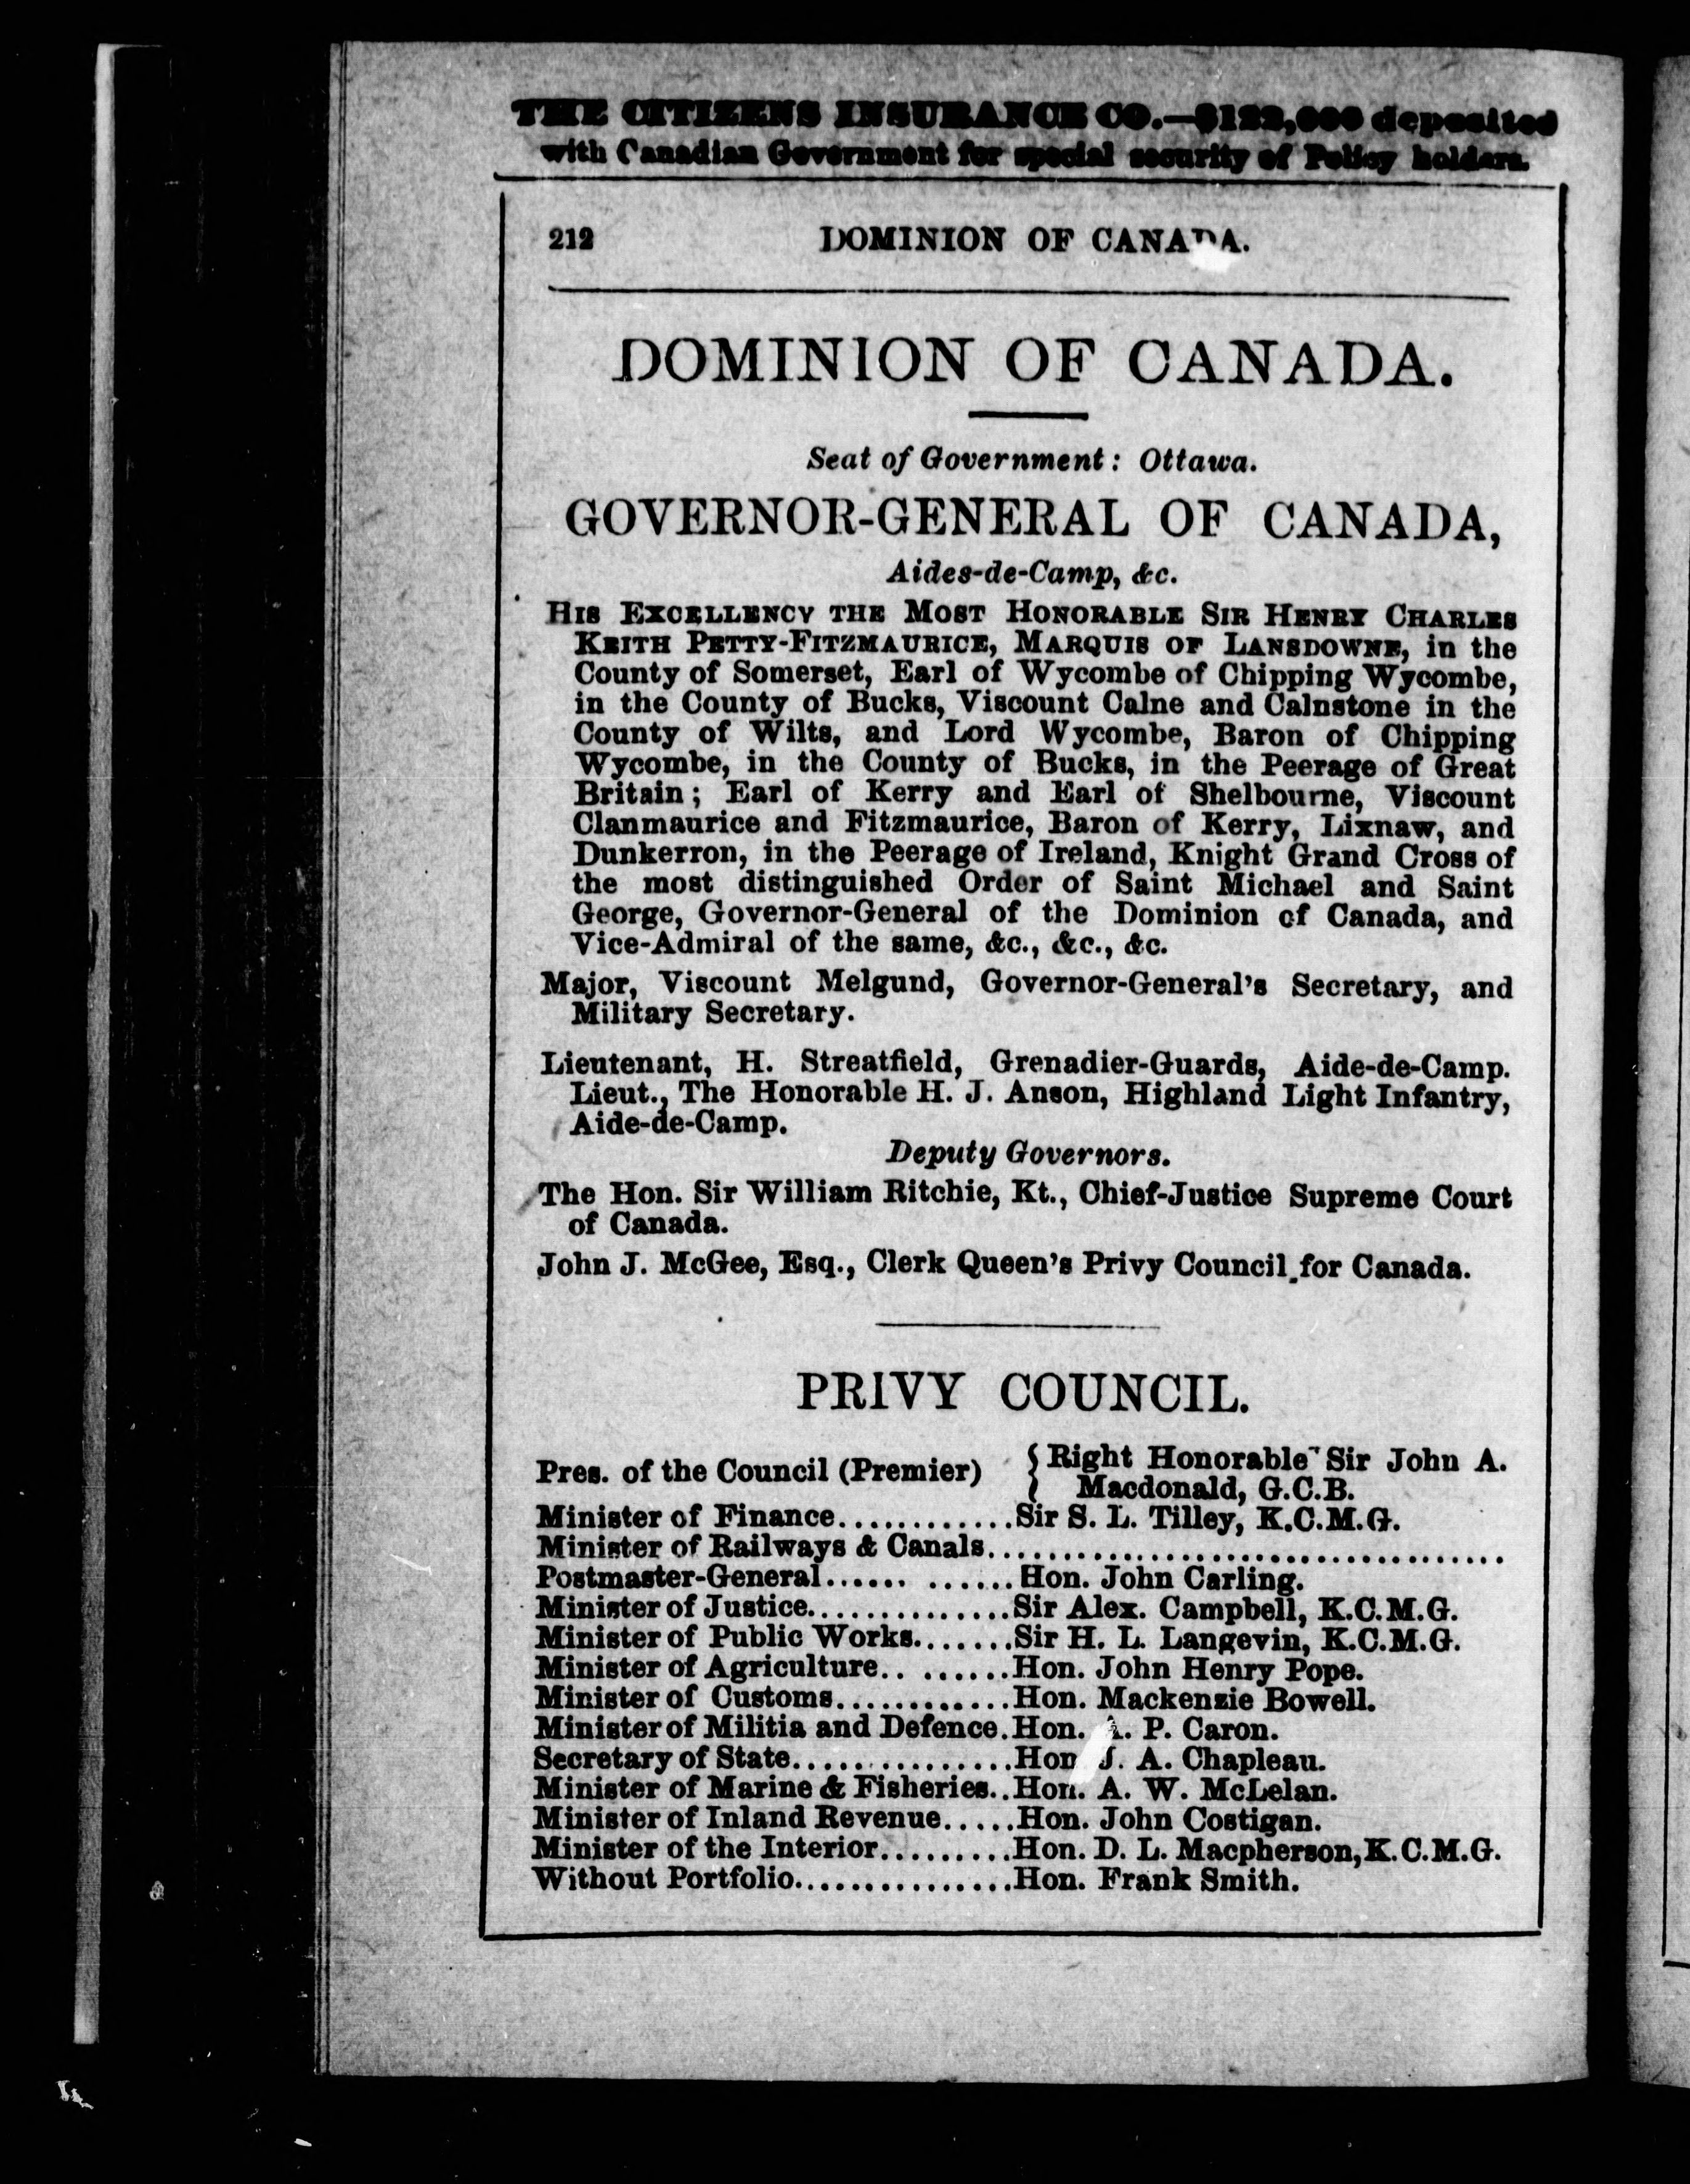 THE CITIZENS INSURANCE CO.—$122,000 deposited
with Canadian Government for special security of Policy holders.
212 DOMINION OF CANADA.
DOMINION OF CANADA.
Seat of Government: Ottawa.
GOVERNOR-GENERAL OF CANADA,
Aides-de-Camp, &c.
HIS EXCELLENCY THE MOST HONORABLE SIR HENRY CHARLES
KEITH PETTY-FITZMAURICE, MARQUIS OF LANSDOWNE, in the
County of Somerset, Earl of Wycombe of Chipping Wycombe,
in the County of Bucks, Viscount Calne and Calnstone in the
County of Wilts, and Lord Wycombe, Baron of Chipping
Wycombe, in the County of Bucks, in the Peerage of Great
Britain; Earl of Kerry and Earl of Shelbourne, Viscount
Clanmaurice and Fitzmaurice, Baron of Kerry, Lixnaw, and
Dunkerron, in the Peerage of Ireland, Knight Grand Cross of
the most distinguished Order of Saint Michael and Saint
George, Governor-General of the Dominion of Canada, and
Vice-Admiral of the same, &c., &c., &c.
Major, Viscount Melgund, Governor-General's Secretary, and
Military Secretary.
Lieutenant, H. Streatfield, Grenadier-Guards, Aide-de-Camp.
Lieut., The Honorable H. J. Anson, Highland Light Infantry,
Aide-de-Camp.
Deputy Governors.
The Hon. Sir William Ritchie, Kt., Chief-Justice Supreme Court
of Canada.
John J. McGee, Esq., Clerk Queen's Privy Council for Canada.
PRIVY COUNCIL.
Pres. of the Council (Premier) { Right Honorable Sir John A.
Macdonald, G.C.B.
Minister of Finance............Sir S. L. Tilley, K.C.M.G.
Minister of Railways & Canals...................................
Postmaster-General...... ......Hon. John Carling.
Minister of Justice..............Sir Alex. Campbell, K.C.M.G.
Minister of Public Works.......Sir H. L. Langevin, K.C.M.G.
Minister of Agriculture.. .......Hon. John Henry Pope.
Minister of Customs............Hon. Mackenzie Bowell.
Minister of Militia and Defence.Hon. A. P. Caron.
Secretary of State...............Hon J. A. Chapleau.
Minister of Marine & Fisheries..Hon. A. W. McLelan.
Minister of Inland Revenue.....Hon. John Costigan.
Minister of the Interior.........Hon. D. L. Macpherson, K.C.M.G.
Without Portfolio...............Hon. Frank Smith.